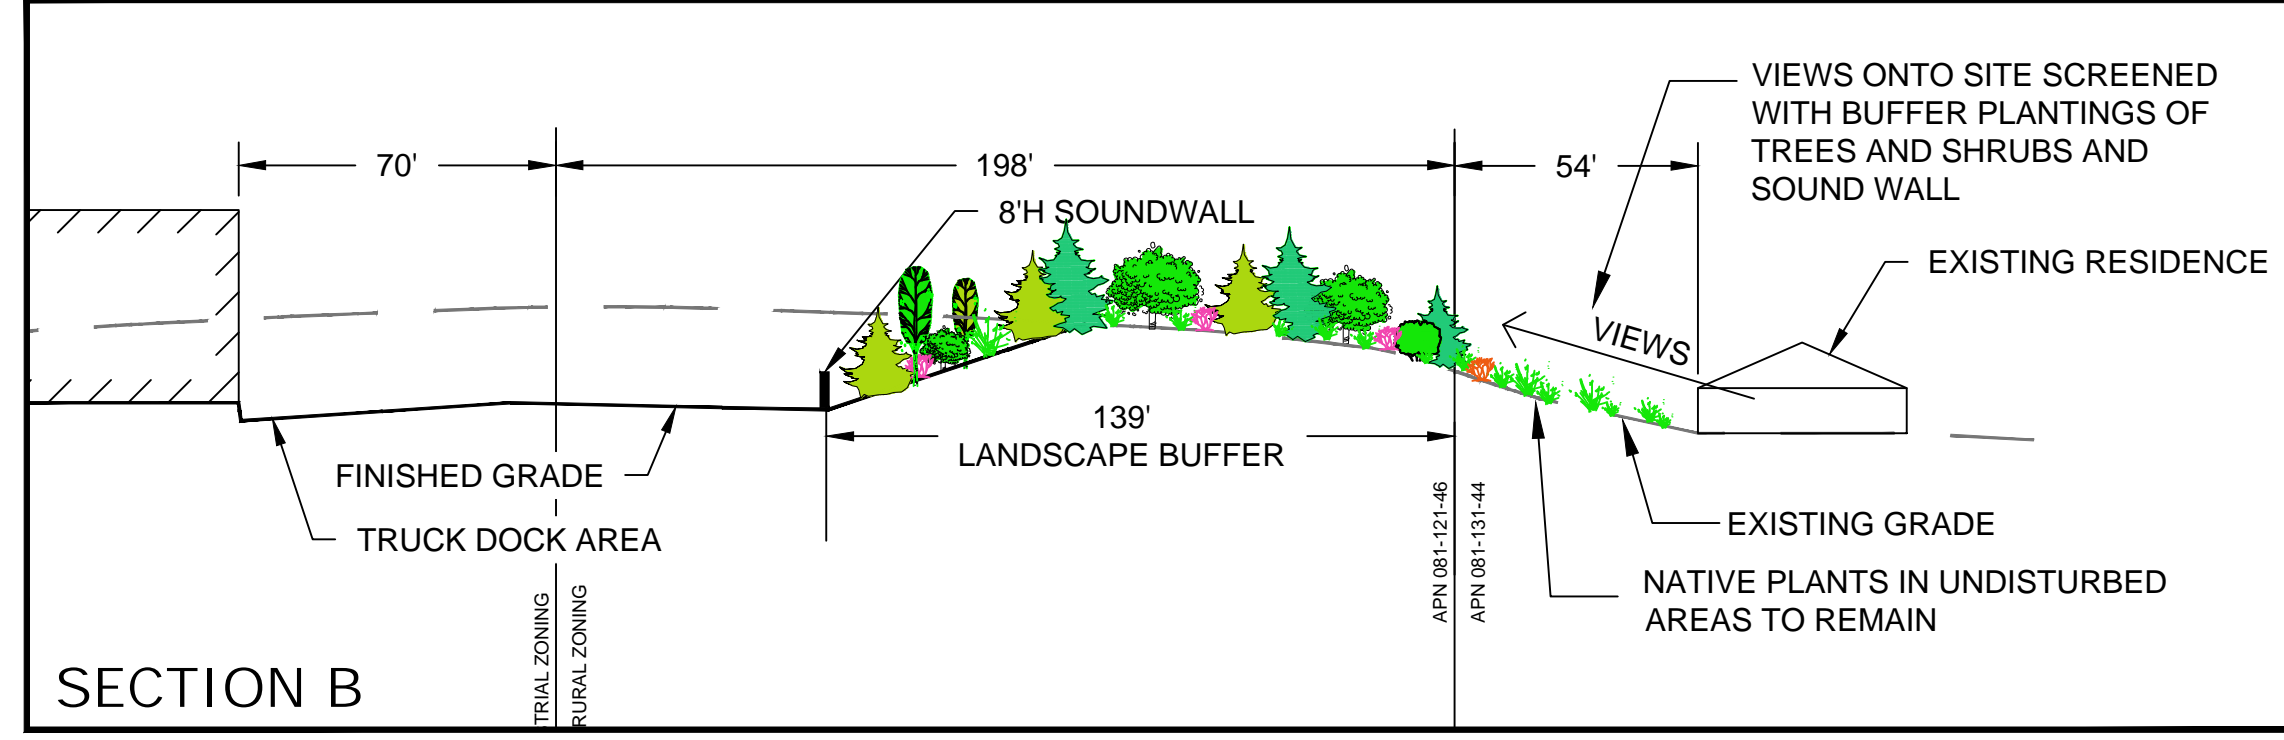 VIEWS ONTO SITE SCREENED
WITH BUFFER PLANTINGS OF
TREES AND SHRUBS AND
SOUND WALL
70'
198'
54'
8'H SOUNDWALL
EXISTING RESIDENCE
VIEWS
139'
LANDSCAPE BUFFER
FINISHED GRADE
TRUCK DOCK AREA
APN 081-121-46
APN 081-131-44
EXISTING GRADE
NATIVE PLANTS IN UNDISTURBED
AREAS TO REMAIN
TRIAL ZONING
RURAL ZONING
SECTION B